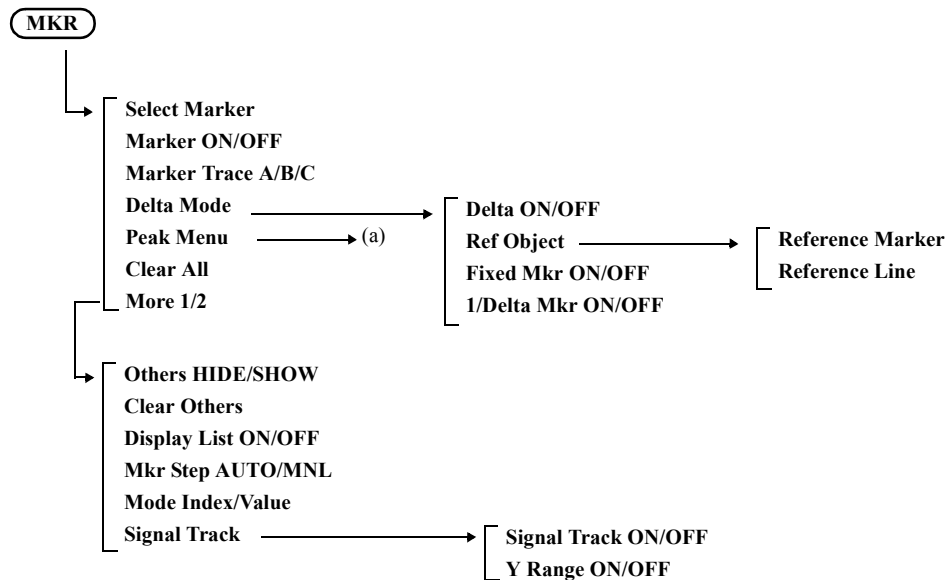 MKR
Select Marker
Marker ON/OFF
Marker Trace A/B/C
Delta Mode
Peak Menu
(a)
Clear All
More 1/2
Delta ON/OFF
Ref Object
Fixed Mkr ON/OFF
1/Delta Mkr ON/OFF
Reference Marker
Reference Line
Others HIDE/SHOW
Clear Others
Display List ON/OFF
Mkr Step AUTO/MNL
Mode Index/Value
Signal Track
Signal Track ON/OFF
Y Range ON/OFF